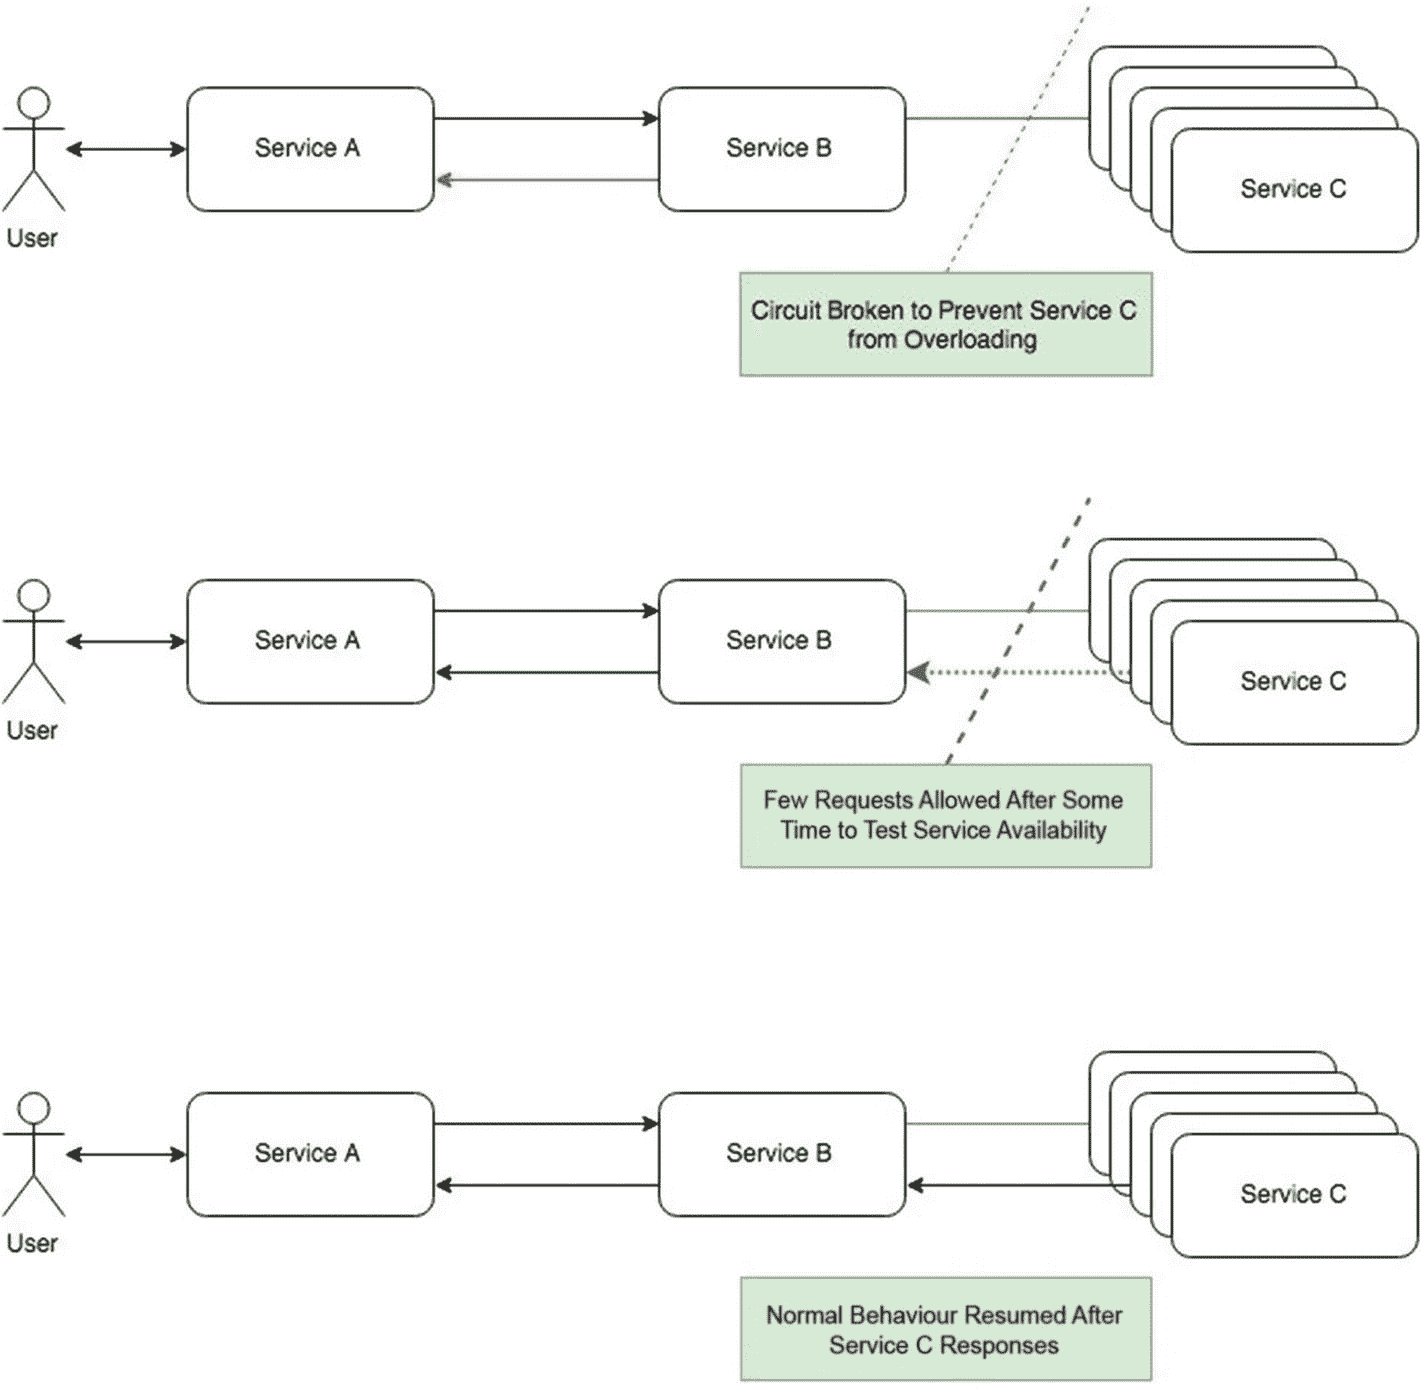 Service A
Service B
Service C
User
Circuit Broken to Prevent Service C
from Overloading
Service A
Service B
Service C
User
Few Requests Allowed After Some
Time to Test Service Availability
Service A
Service B
Service C
User
Normal Behaviour Resumed After
Service C Responses